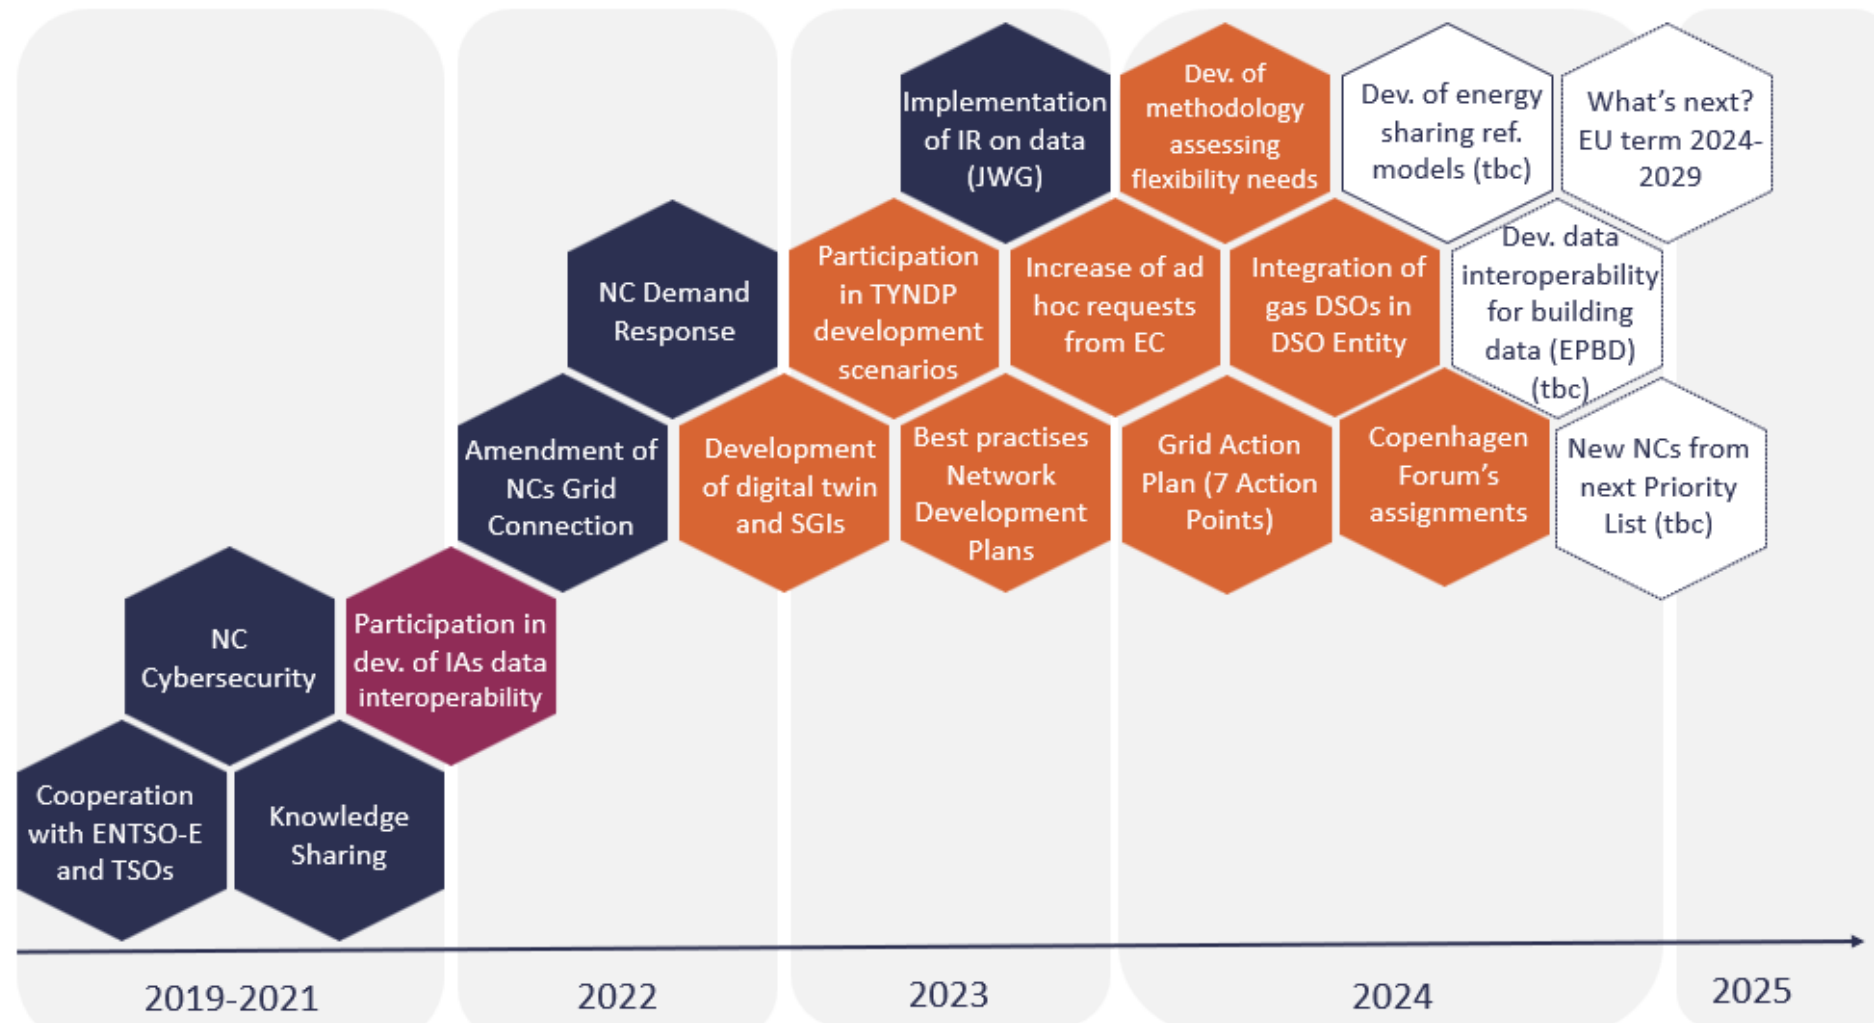 Implementation
of IR on data
(JWG)
Dev. of
methodology
assessing
flexibility needs
Dev. of energy
sharing ref.
models (tbc)
What's next?
EU term 2024-
2029
NC Demand
Response
Participation
in TYNDP
development
scenarios
Increase of ad
hoc requests
from EC
Integration of
gas DSOs in
DSO Entity
Dev. data
interoperability
for building
data (EPBD)
(tbc)
Amendment of
NCs Grid
Connection
Development
of digital twin
and SGIs
Best practises
Network
Development
Plans
Grid Action
Plan (7 Action
Points)
Copenhagen
Forum's
assignments
New NCs from
next Priority
List (tbc)
NC
Cybersecurity
Participation in
dev. of IAs data
interoperability
Cooperation
with ENTSO-E
and TSOs
Knowledge
Sharing
2019-2021
2022
2023
2024
2025